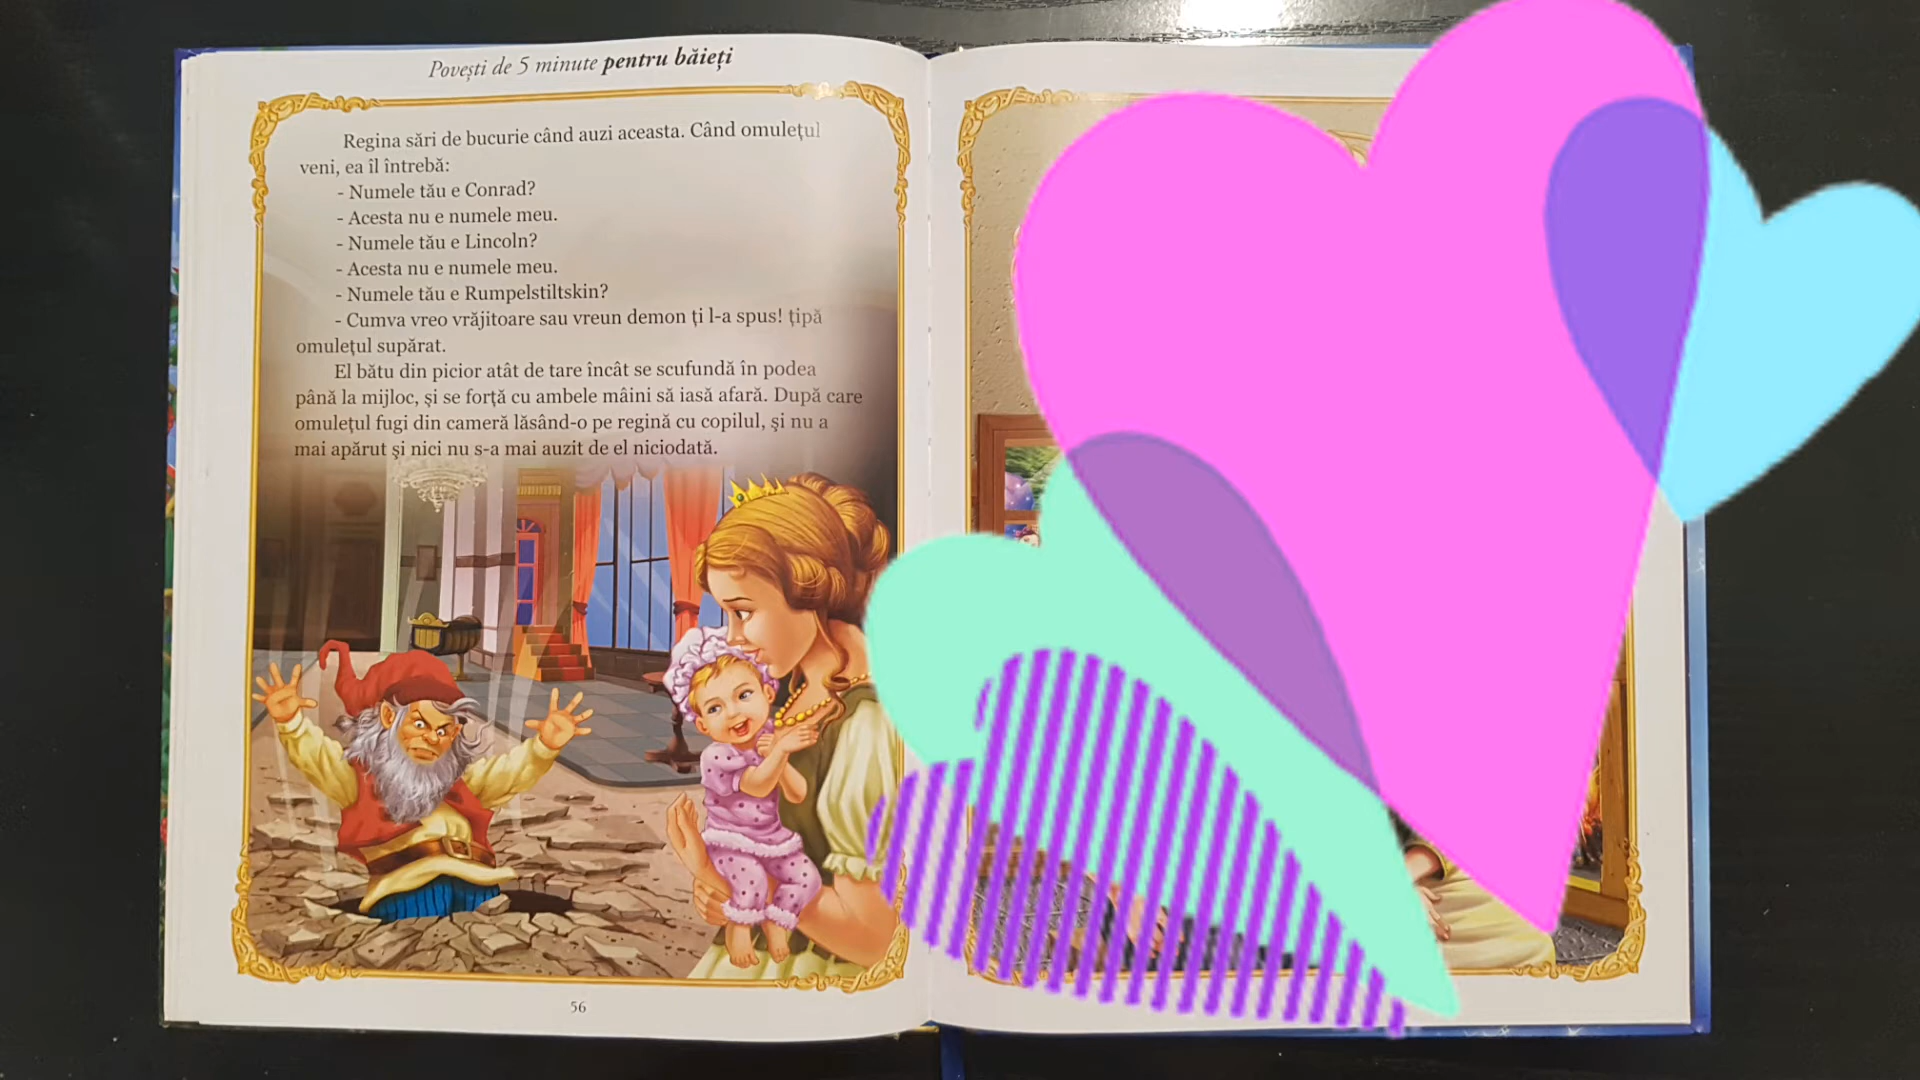 Povești de 5 minute pentru băieți
Regina sări de bucurie când auzi aceasta. Când omulețul
veni, ea îl întrebă:
- Numele tău e Conrad?
- Acesta nu e numele meu.
- Numele tău e Lincoln?
- Acesta nu e numele meu.
- Numele tău e Rumpelstiltskin?
- Cumva vreo vrăjitoare sau vreun demon ți l-a spus! țipă
omulețul supărat.
El bătu din picior atât de tare încât se scufundă în podea
până la mijloc, și se forță cu ambele mâini să iasă afară. După care
omulețul fugi din cameră lăsând-o pe regină cu copilul, și nu a
mai apărut și nici nu s-a mai auzit de el niciodată.
56